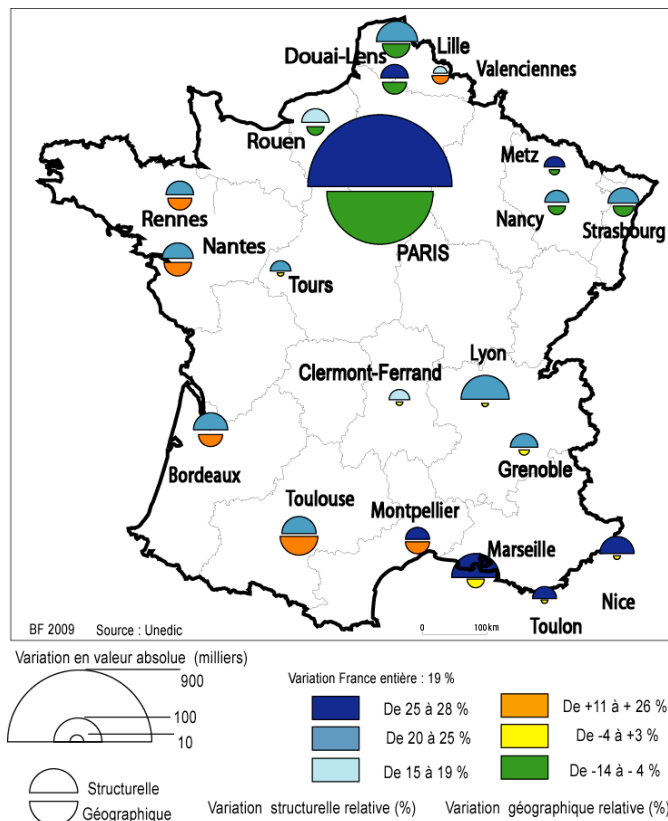 Lille
Douai-Lens
Valenciennes
Rouen
Metz
Nancy
Strasbourg
PARIS
Rennes
Nantes
Tours
Clermont-Ferrand
Lyon
Grenoble
Bordeaux
Toulouse
Montpellier
Marseille
Nice
Toulon
BF 2009 Source : Unedic
0 100 km
Variation en valeur absolue (milliers)
900
100
10
Structurelle
Géographique
Variation France entière : 19 %
De 25 à 28 %
De 20 à 25 %
De 15 à 19 %
Variation structurelle relative (%)
De +11 à + 26 %
De -4 à +3 %
De -14 à - 4 %
Variation géographique relative (%)